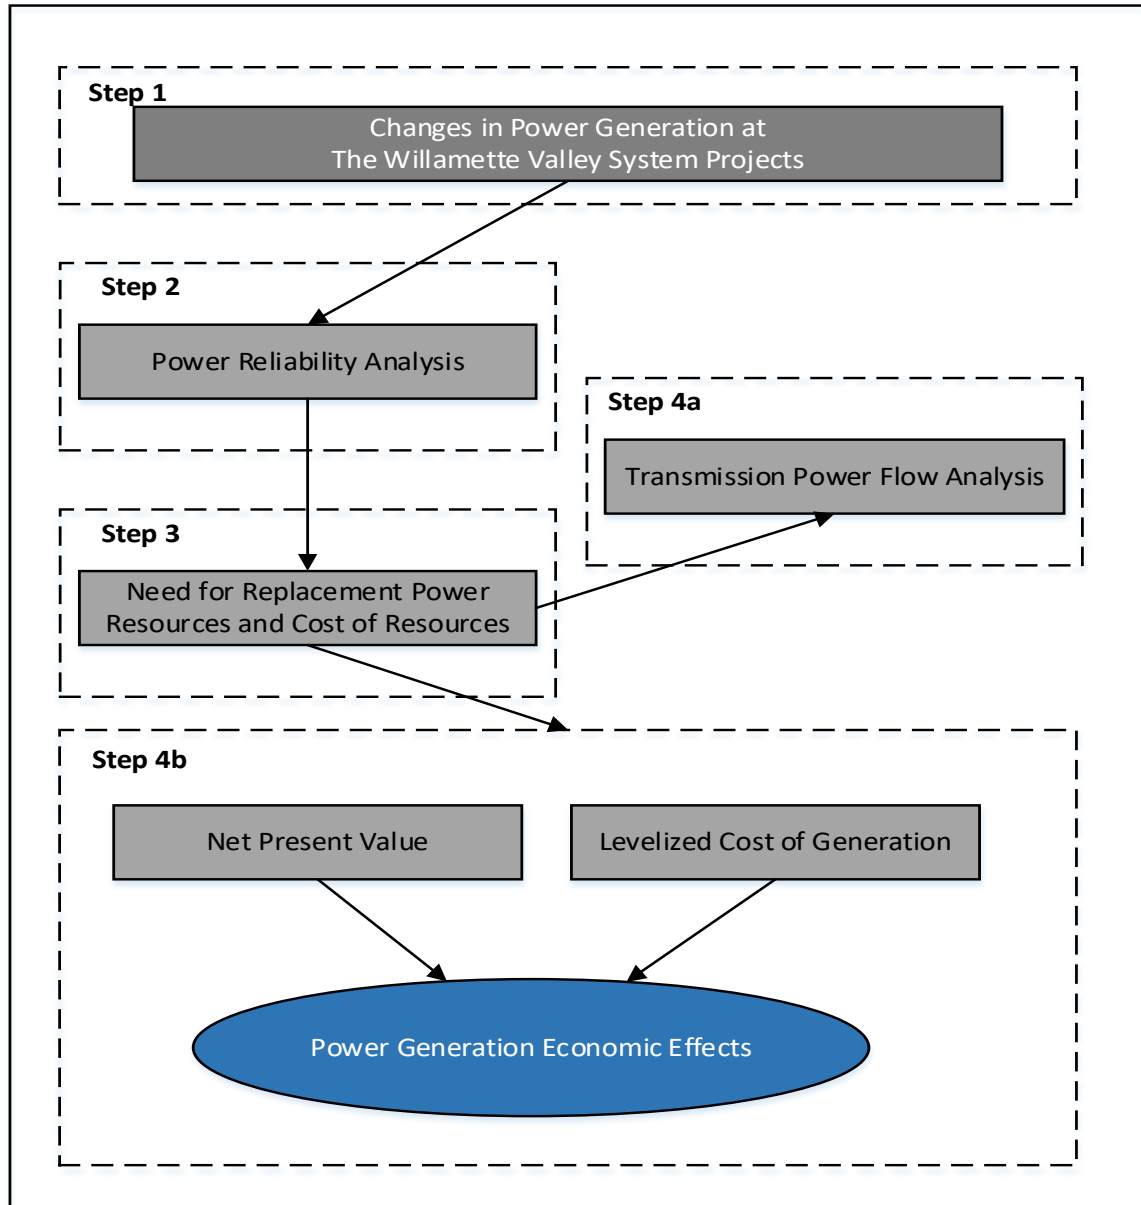 Step 1
Changes in Power Generation at
The Willamette Valley System Projects
Step 2
Power Reliability Analysis
Step 4a
Transmission Power Flow Analysis
Step 3
Need for Replacement Power
Resources and Cost of Resources
Step 4b
Net Present Value
Levelized Cost of Generation
Power Generation Economic Effects